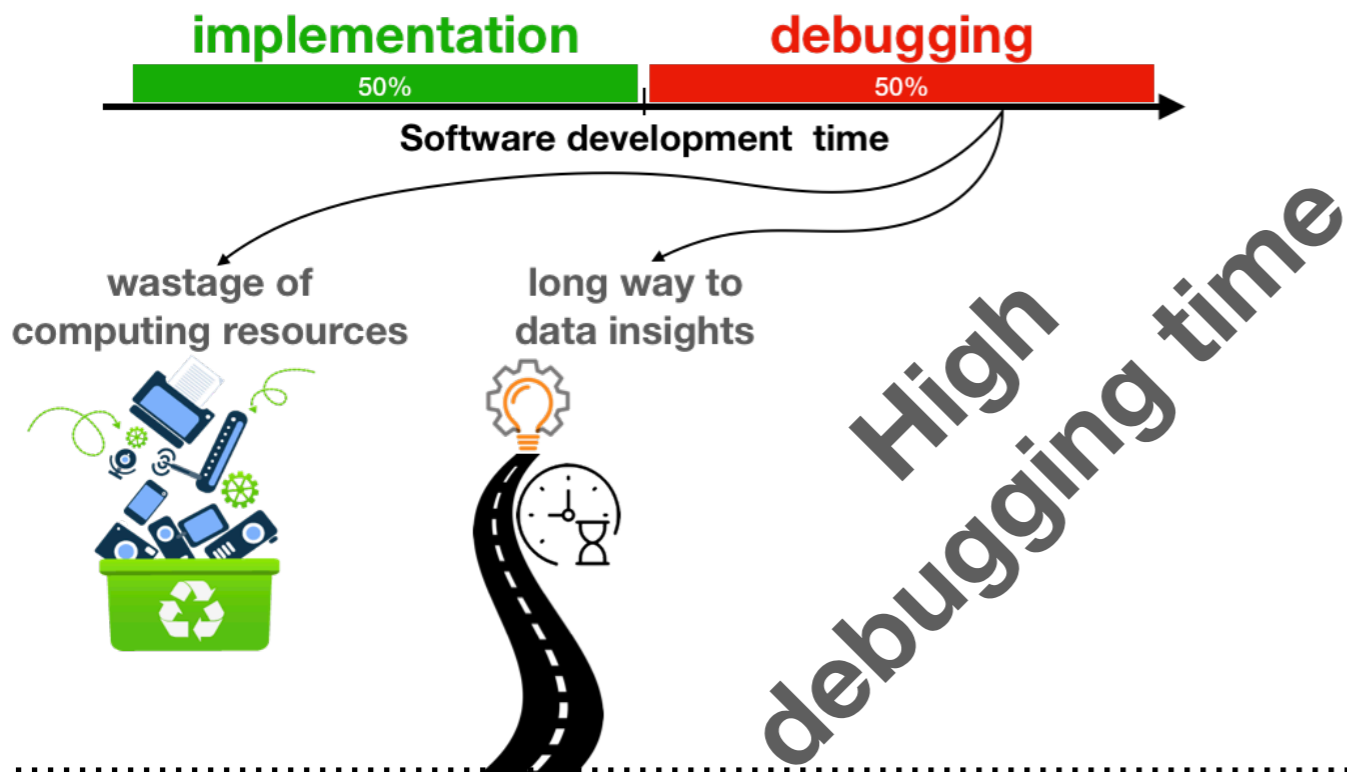 implementation
debugging
50%
50%
Software development time
wastage of
computing resources
long way to
data insights
High
debugging time